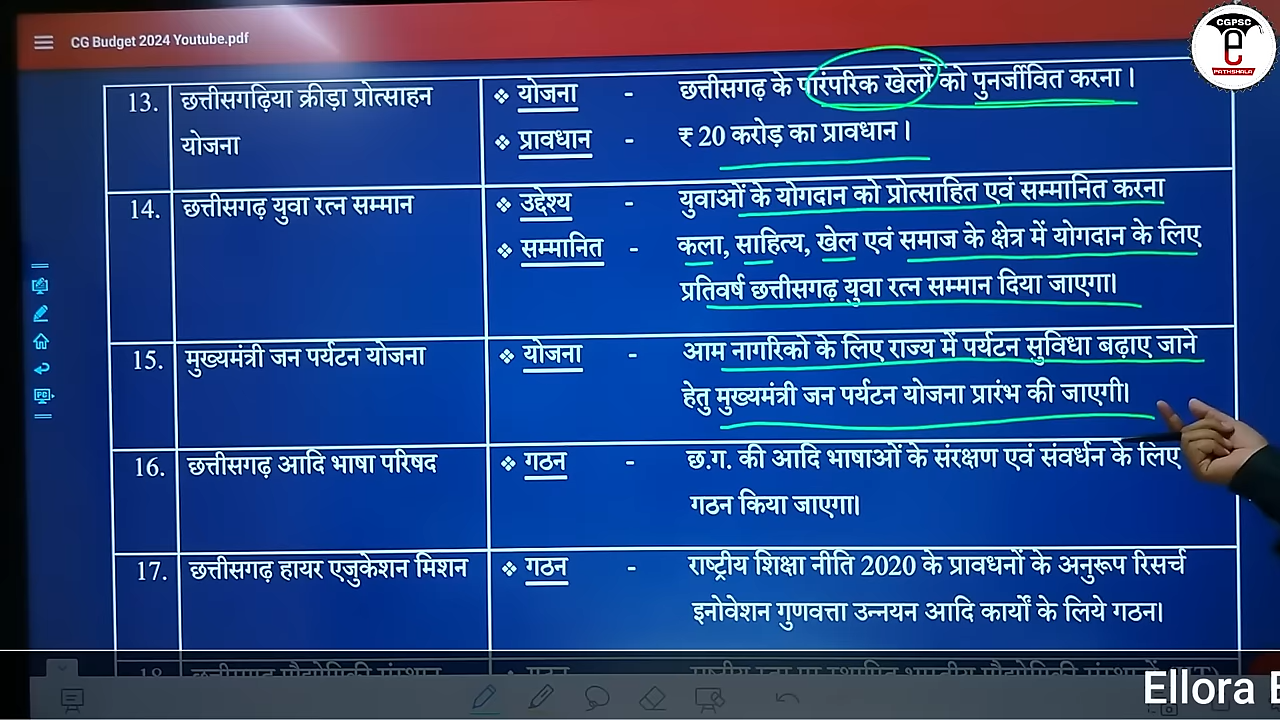 CG Budget 2024 Youtube.pdf
CGPSC
e
PATHSHALA
13. छत्तीसगढ़िया क्रीड़ा प्रोत्साहन योजना
❖ योजना - छत्तीसगढ़ के पारंपरिक खेलों को पुनर्जीवित करना।
❖ प्रावधान - ₹ 20 करोड़ का प्रावधान।
14. छत्तीसगढ़ युवा रत्न सम्मान
❖ उद्देश्य - युवाओं के योगदान को प्रोत्साहित एवं सम्मानित करना
❖ सम्मानित - कला, साहित्य, खेल एवं समाज के क्षेत्र में योगदान के लिए
प्रतिवर्ष छत्तीसगढ़ युवा रत्न सम्मान दिया जाएगा।
15. मुख्यमंत्री जन पर्यटन योजना
❖ योजना - आम नागरिको के लिए राज्य में पर्यटन सुविधा बढ़ाए जाने
हेतु मुख्यमंत्री जन पर्यटन योजना प्रारंभ की जाएगी।
16. छत्तीसगढ़ आदि भाषा परिषद
❖ गठन - छ.ग. की आदि भाषाओं के संरक्षण एवं संवर्धन के लिए
गठन किया जाएगा।
17. छत्तीसगढ़ हायर एजुकेशन मिशन
❖ गठन - राष्ट्रीय शिक्षा नीति 2020 के प्रावधनों के अनुरूप रिसर्च
इनोवेशन गुणवत्ता उन्नयन आदि कार्यों के लिये गठन।
Ellora